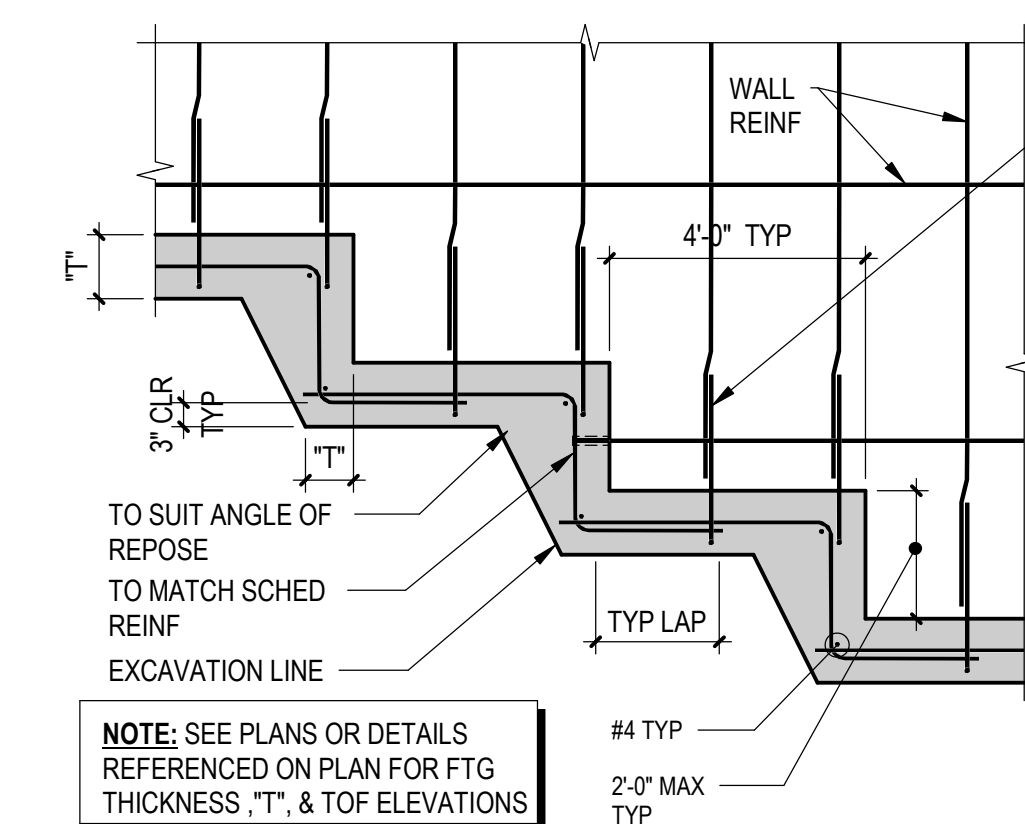 WALL
REINF
4'-0" TYP
"T"
3" CLR
TYP
"T"
TO SUIT ANGLE OF
REPOSE
TO MATCH SCHED
REINF
EXCAVATION LINE
TYP LAP
#4 TYP
2'-0" MAX
TYP
NOTE: SEE PLANS OR DETAILS
REFERENCED ON PLAN FOR FTG
THICKNESS ,"T", & TOF ELEVATIONS